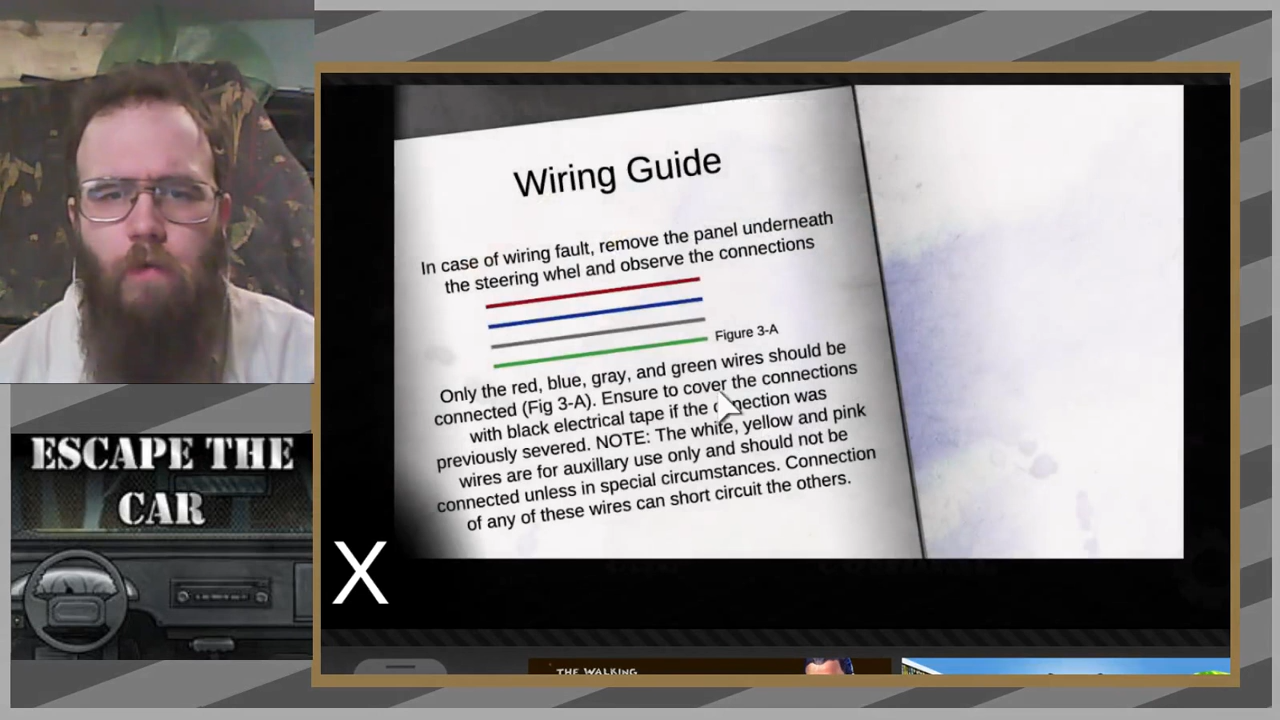 Wiring Guide
In case of wiring fault, remove the panel underneath
the steering whel and observe the connections
Figure 3-A
Only the red, blue, gray, and green wires should be
connected (Fig 3-A). Ensure to cover the connections
with black electrical tape if the connection was
previously severed. NOTE: The white, yellow and pink
wires are for auxillary use only and should not be
connected unless in special circumstances. Connection
of any of these wires can short circuit the others.
X
ESCAPE THE
CAR
THE WALKING